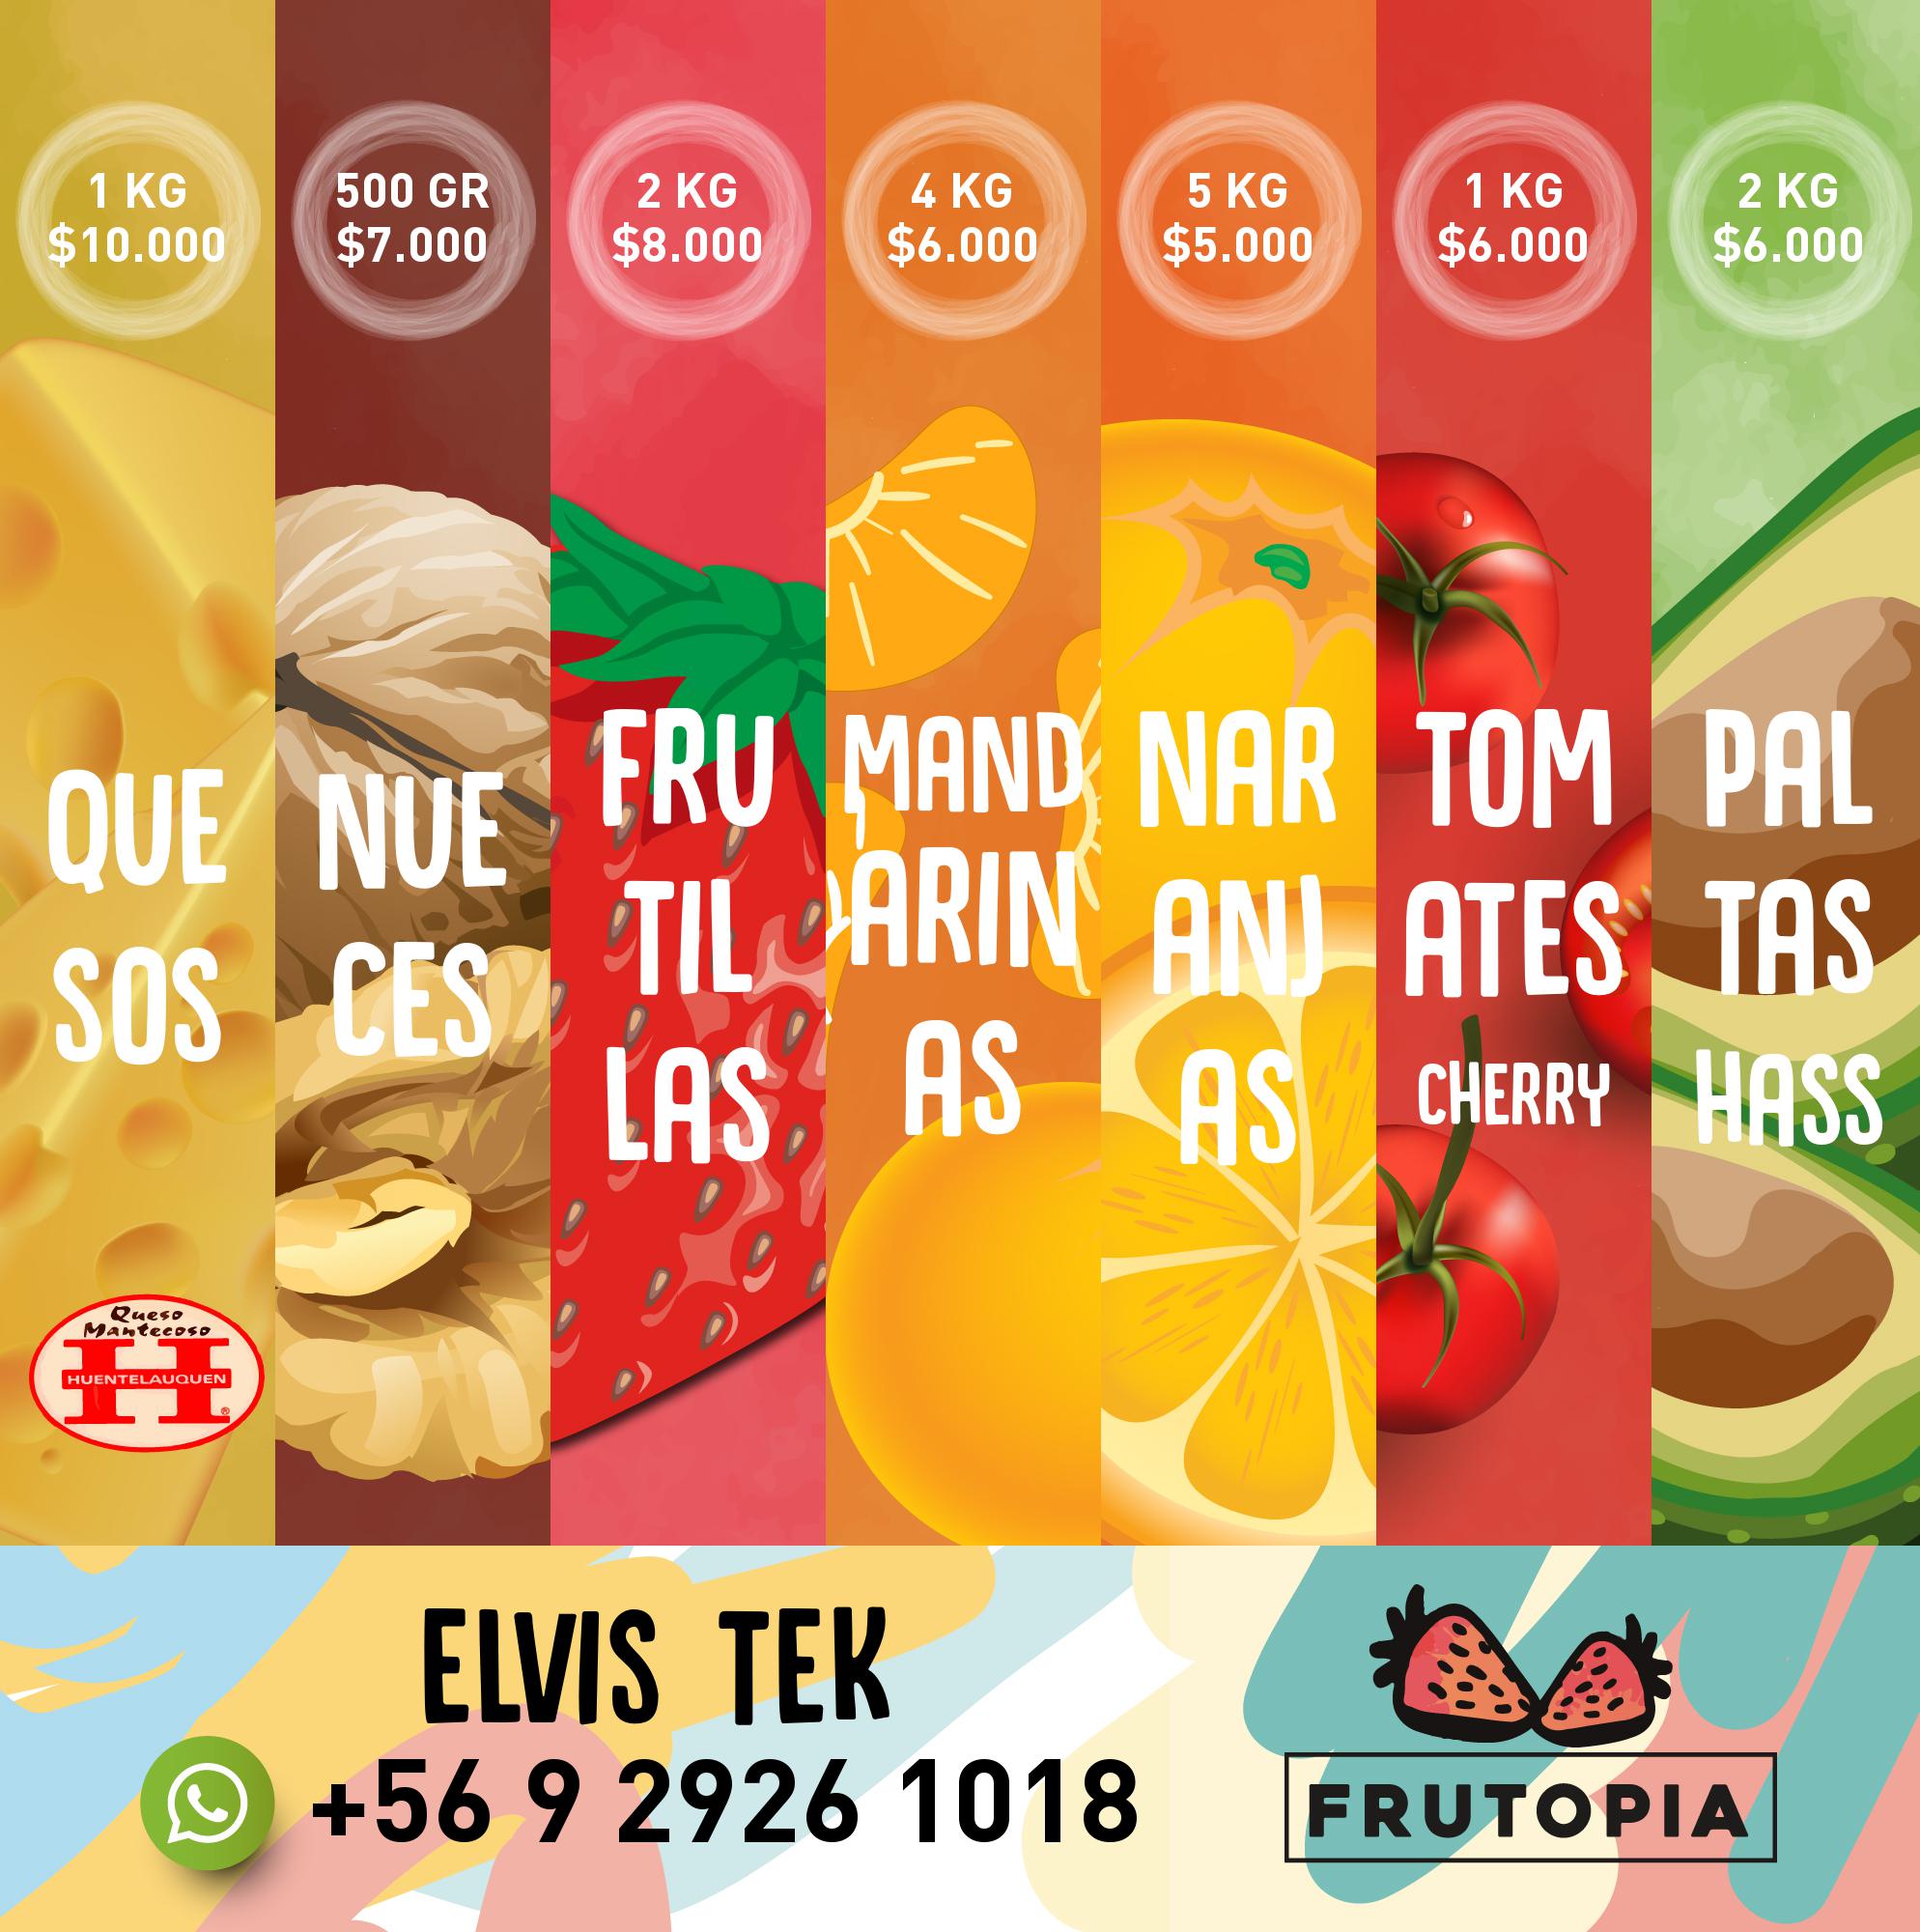 1 KG
$10.000
QUE
SOS
Queso
Mantecoso
HUENTELAUQUEN
®
500 GR
$7.000
NUE
CES
2 KG
$8.000
FRU
TIL
LAS
4 KG
$6.000
MAND
ARIN
AS
5 KG
$5.000
NAR
ANJ
AS
1 KG
$6.000
TOM
ATES
CHERRY
2 KG
$6.000
PAL
TAS
HASS
ELVIS TEK
+56 9 2926 1018
FRUTOPIA